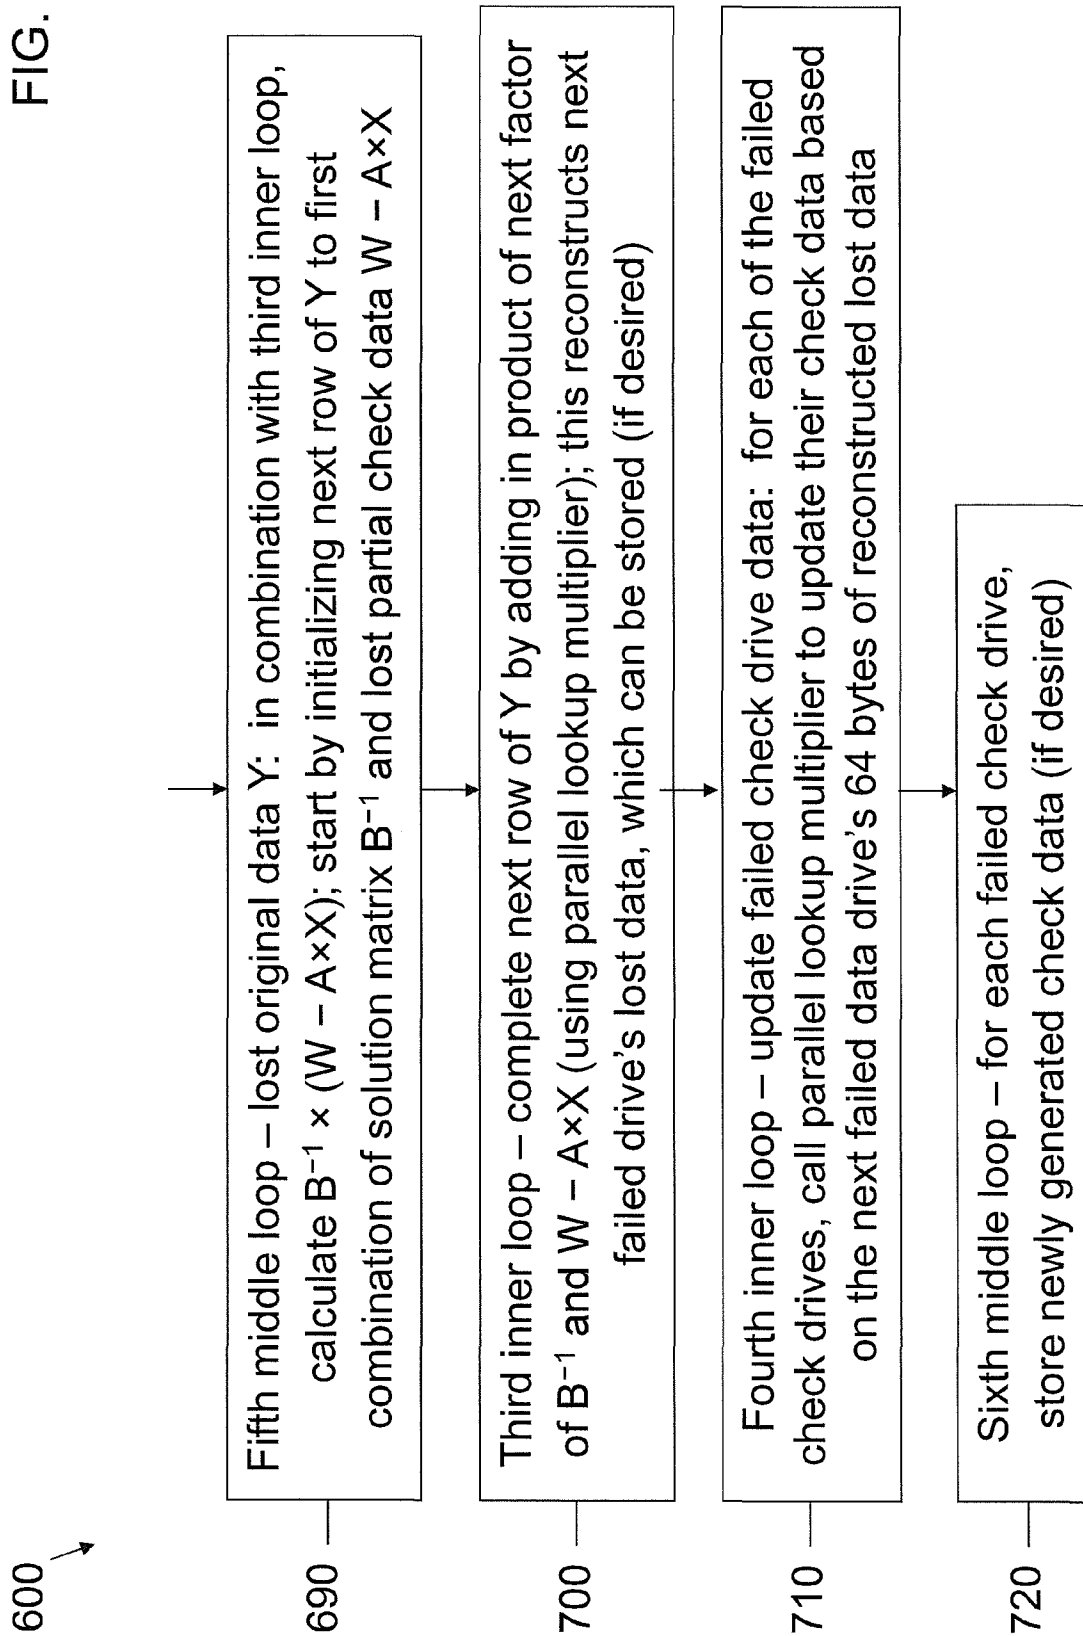 FIG.
600
690
Fifth middle loop – lost original data Y: in combination with third inner loop,
calculate B⁻¹ × (W – A×X); start by initializing next row of Y to first
combination of solution matrix B⁻¹ and lost partial check data W – A×X
700
Third inner loop – complete next row of Y by adding in product of next factor
of B⁻¹ and W – A×X (using parallel lookup multiplier); this reconstructs next
failed drive's lost data, which can be stored (if desired)
710
Fourth inner loop – update failed check drive data: for each of the failed
check drives, call parallel lookup multiplier to update their check data based
on the next failed data drive's 64 bytes of reconstructed lost data
720
Sixth middle loop – for each failed check drive,
store newly generated check data (if desired)